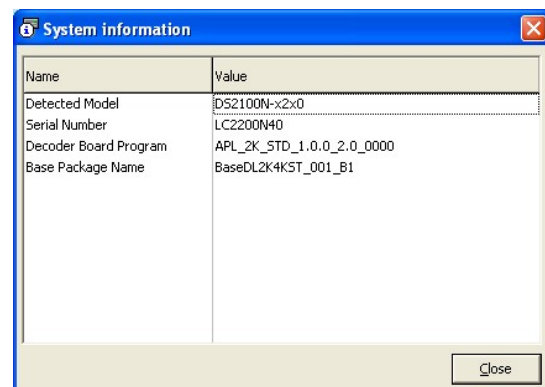 System information
Name Value
Detected Model DS2100N-x2x0
Serial Number LC2200N40
Decoder Board Program APL_2K_STD_1.0.0_2.0_0000
Base Package Name BaseDL2K4KST_001_B1
Close